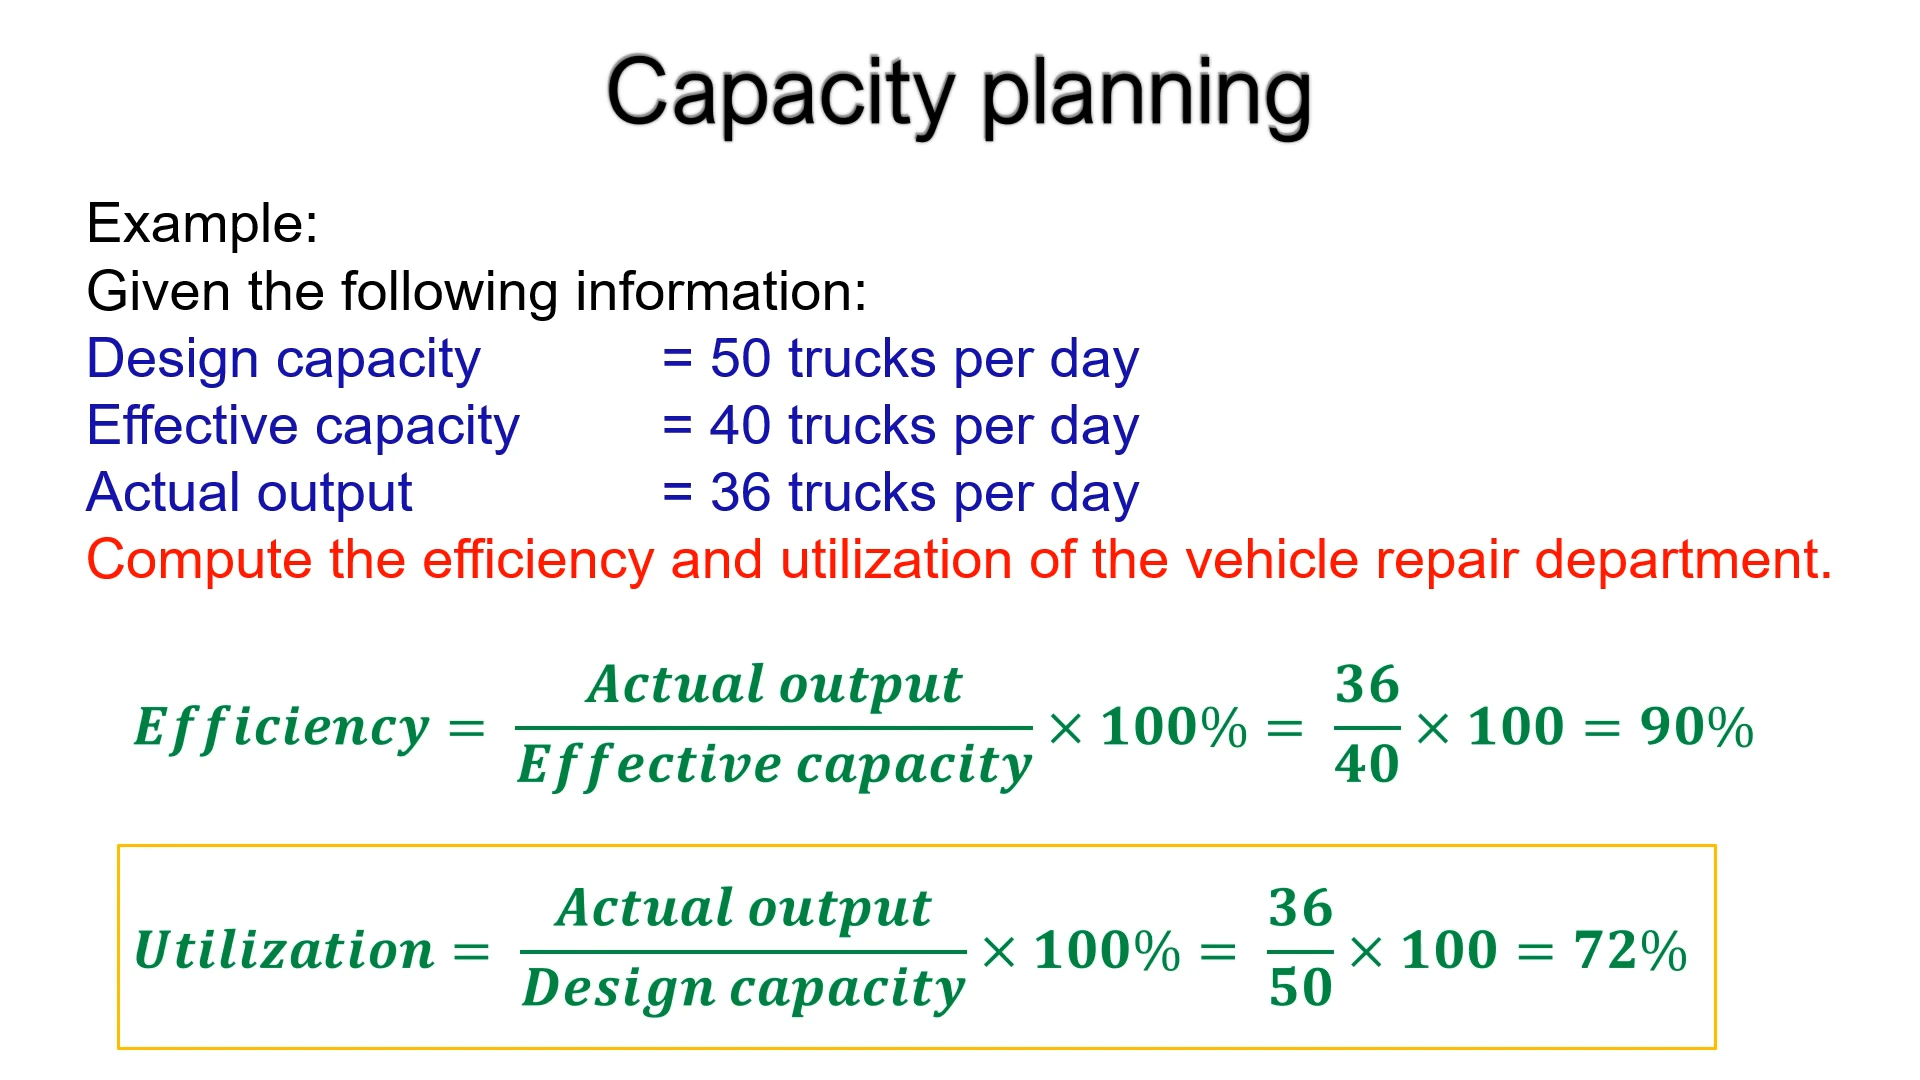 Capacity planning
Example:
Given the following information:
Design capacity = 50 trucks per day
Effective capacity = 40 trucks per day
Actual output = 36 trucks per day
Compute the efficiency and utilization of the vehicle repair department.
Efficiency = Actual output / Effective capacity × 100% = 36 / 40 × 100 = 90%
Utilization = Actual output / Design capacity × 100% = 36 / 50 × 100 = 72%